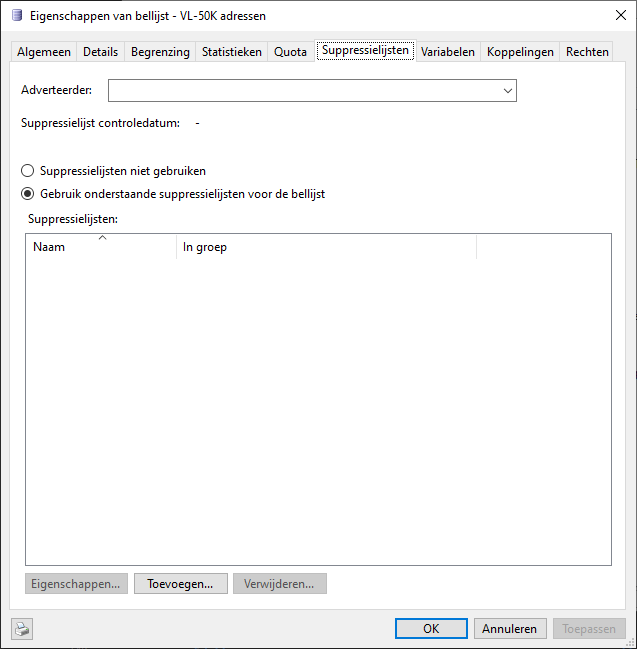 Eigenschappen van bellijst - VL-50K adressen
Algemeen Details Begrenzing Statistieken Quota Suppressielijsten Variabelen Koppelingen Rechten
Adverteerder:
Suppressielijst controledatum: -
Suppressielijsten niet gebruiken
Gebruik onderstaande suppressielijsten voor de bellijst
Suppressielijsten:
Naam In groep
Eigenschappen... Toevoegen... Verwijderen...
OK Annuleren Toepassen